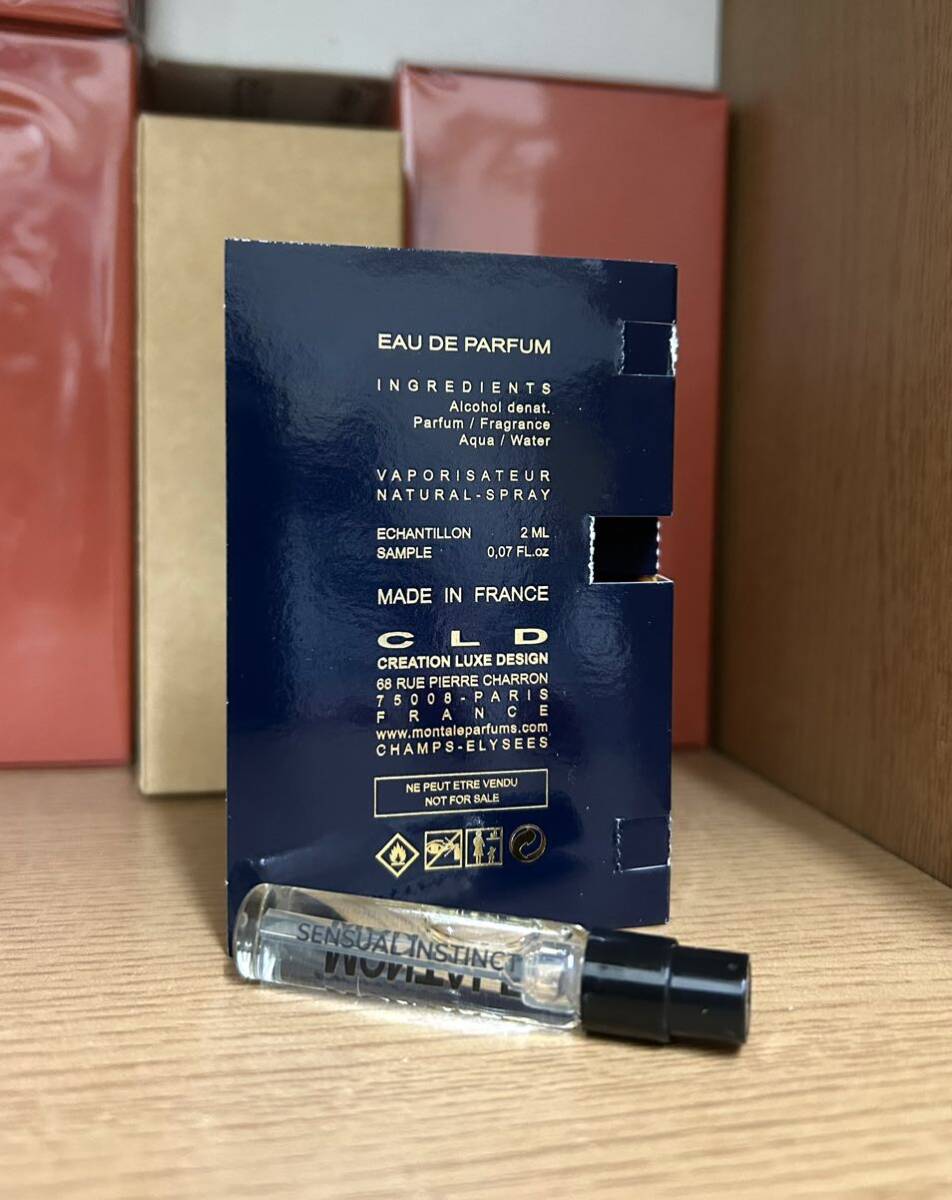 EAU DE PARFUM
INGREDIENTS
Alcohol denat.
Parfum / Fragrance
Aqua / Water
VAPORISATEUR
NATURAL-SPRAY
ECHANTILLON 2 ML
SAMPLE 0,07 FL.oz
MADE IN FRANCE
CLD
CREATION LUXE DESIGN
68 RUE PIERRE CHARRON
75008-PARIS
FRANCE
www.montaleparfums.com
CHAMPS-ELYSEES
NE PEUT ETRE VENDU
NOT FOR SALE
SENSUAL INSTINCT
MONTALE